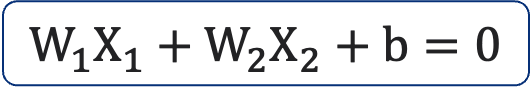 W₁X₁ + W₂X₂ + b = 0